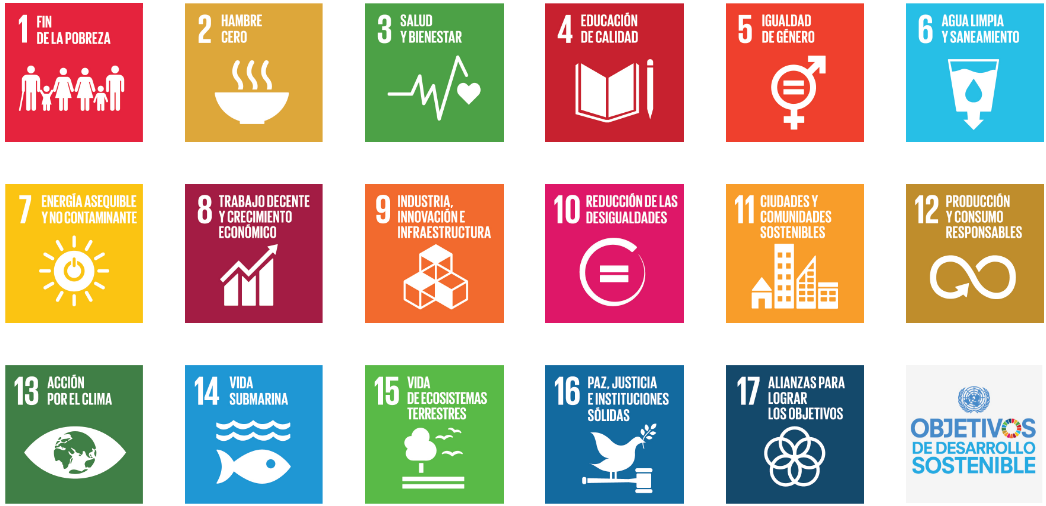 1 FIN
DE LA POBREZA
2 HAMBRE
CERO
3 SALUD
Y BIENESTAR
4 EDUCACIÓN
DE CALIDAD
5 IGUALDAD
DE GÉNERO
6 AGUA LIMPIA
Y SANEAMIENTO
7 ENERGÍA ASEQUIBLE
Y NO CONTAMINANTE
8 TRABAJO DECENTE
Y CRECIMIENTO
ECONÓMICO
9 INDUSTRIA,
INNOVACIÓN E
INFRAESTRUCTURA
10 REDUCCIÓN DE LAS
DESIGUALDADES
11 CIUDADES Y
COMUNIDADES
SOSTENIBLES
12 PRODUCCIÓN
Y CONSUMO
RESPONSABLES
13 ACCIÓN
POR EL CLIMA
14 VIDA
SUBMARINA
15 VIDA
DE ECOSISTEMAS
TERRESTRES
16 PAZ, JUSTICIA
E INSTITUCIONES
SÓLIDAS
17 ALIANZAS PARA
LOGRAR
LOS OBJETIVOS
OBJETIVOS
DE DESARROLLO
SOSTENIBLE